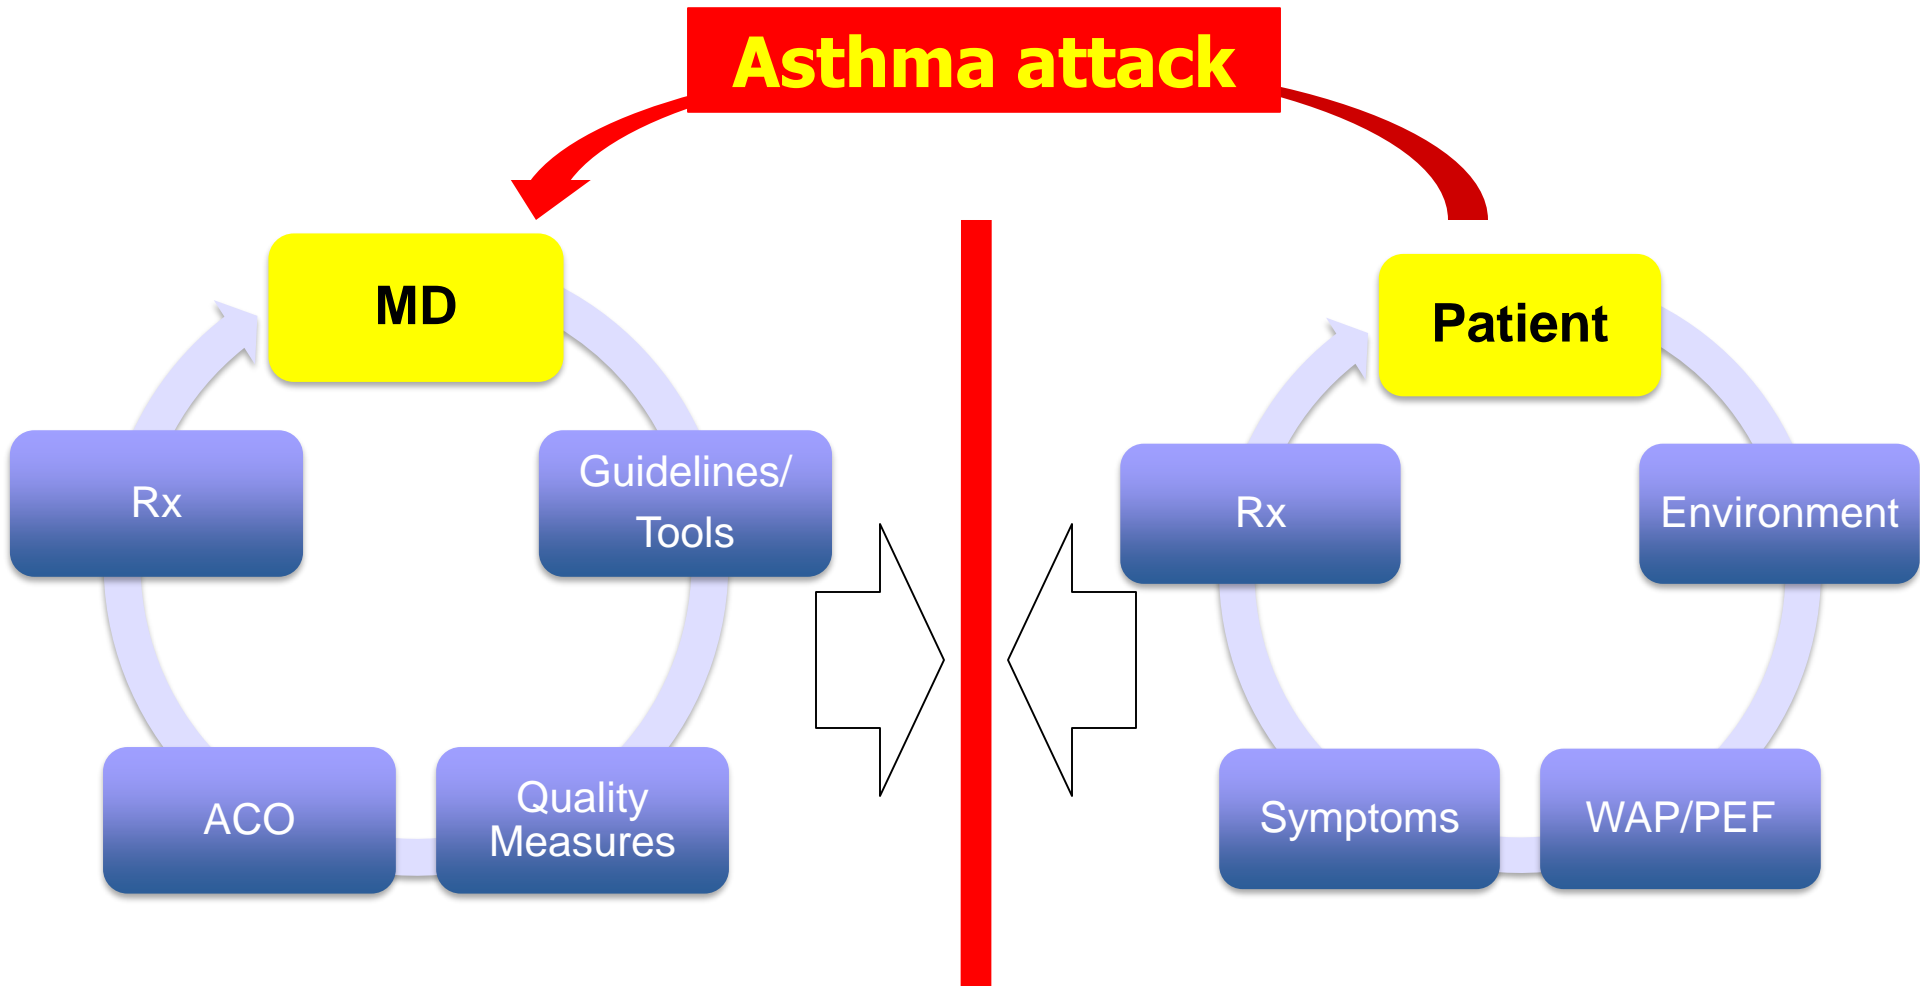 Asthma attack
MD
Guidelines/
Tools
Quality
Measures
ACO
Rx
Patient
Environment
WAP/PEF
Symptoms
Rx